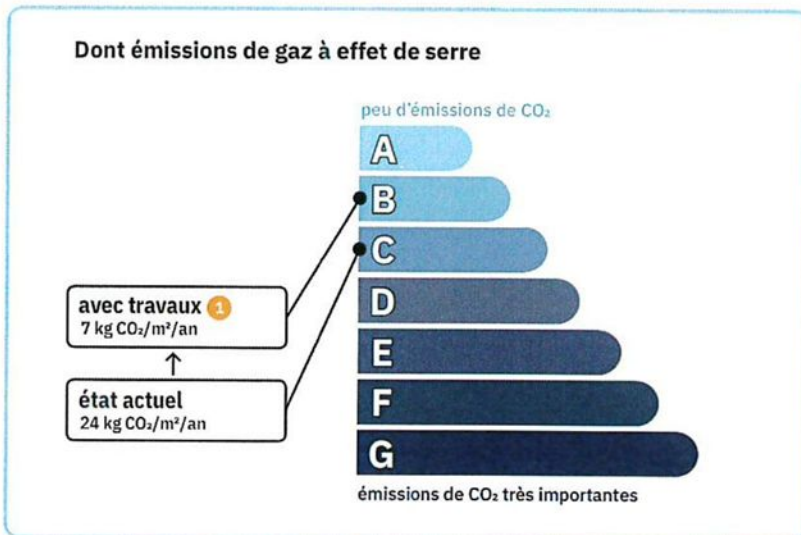 Dont émissions de gaz à effet de serre
peu d'émissions de CO₂
A
B
C
D
E
F
G
émissions de CO₂ très importantes
avec travaux 1
7 kg CO₂/m²/an
état actuel
24 kg CO₂/m²/an